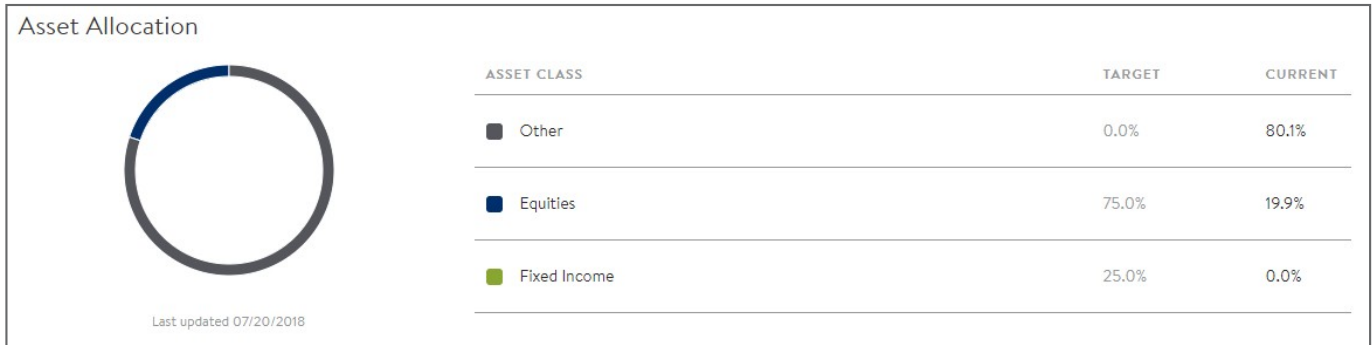 Asset Allocation
ASSET CLASS TARGET CURRENT
Other 0.0% 80.1%
Equities 75.0% 19.9%
Fixed Income 25.0% 0.0%
Last updated 07/20/2018